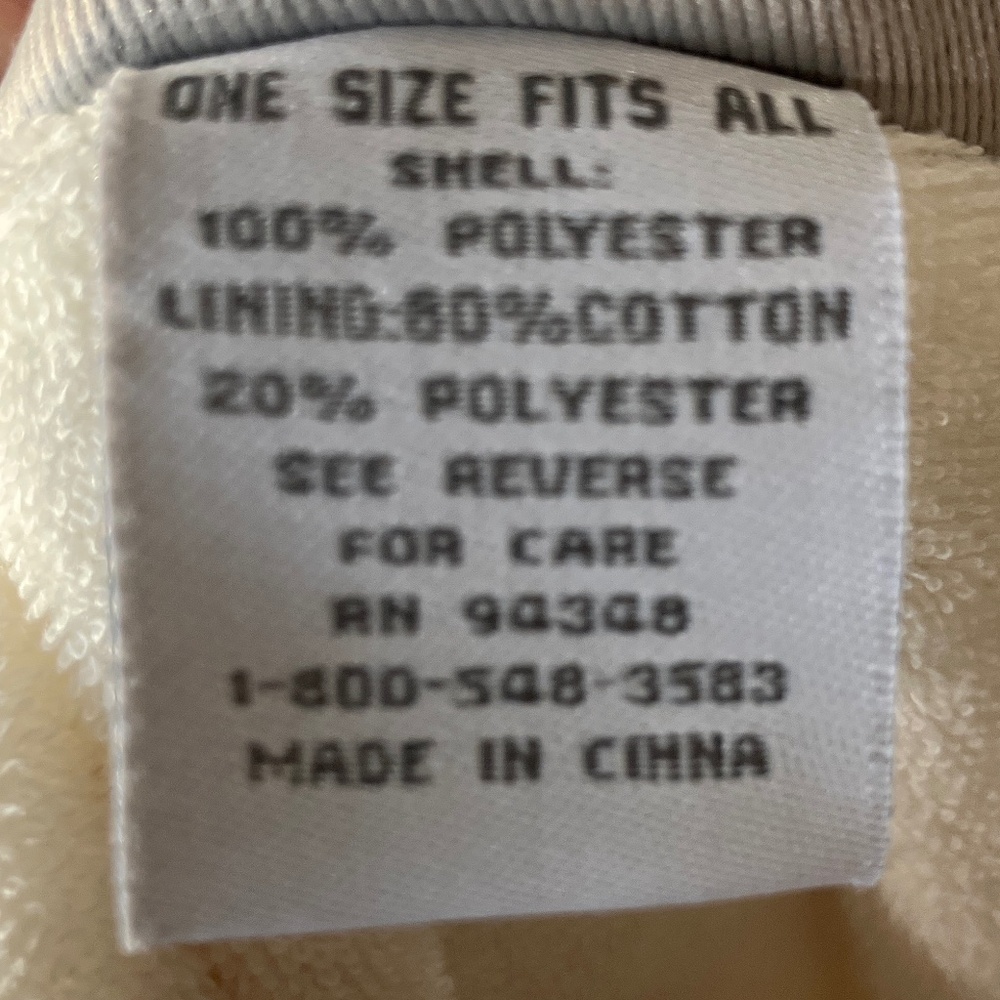 ONE SIZE FITS ALL
SHELL:
100% POLYESTER
LINING:80%COTTON
20% POLYESTER
SEE REVERSE
FOR CARE
RN 94348
1-800-548-3583
MADE IN CIHNA